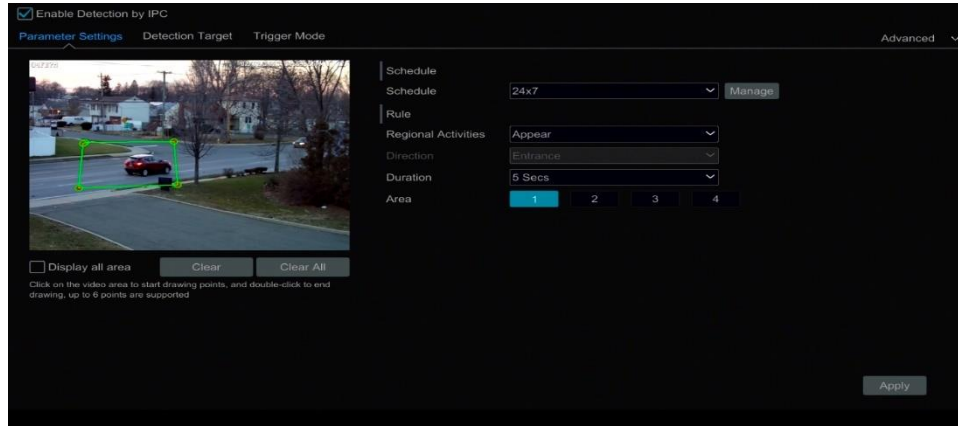 Enable Detection by IPC
Parameter Settings Detection Target Trigger Mode Advanced
Schedule
Schedule 24x7 Manage
Rule
Regional Activities Appear
Direction Entrance
Duration 5 Secs
Area 1 2 3 4
Display all area Clear Clear All
Click on the video area to start drawing points, and double-click to end
drawing, up to 6 points are supported
Apply